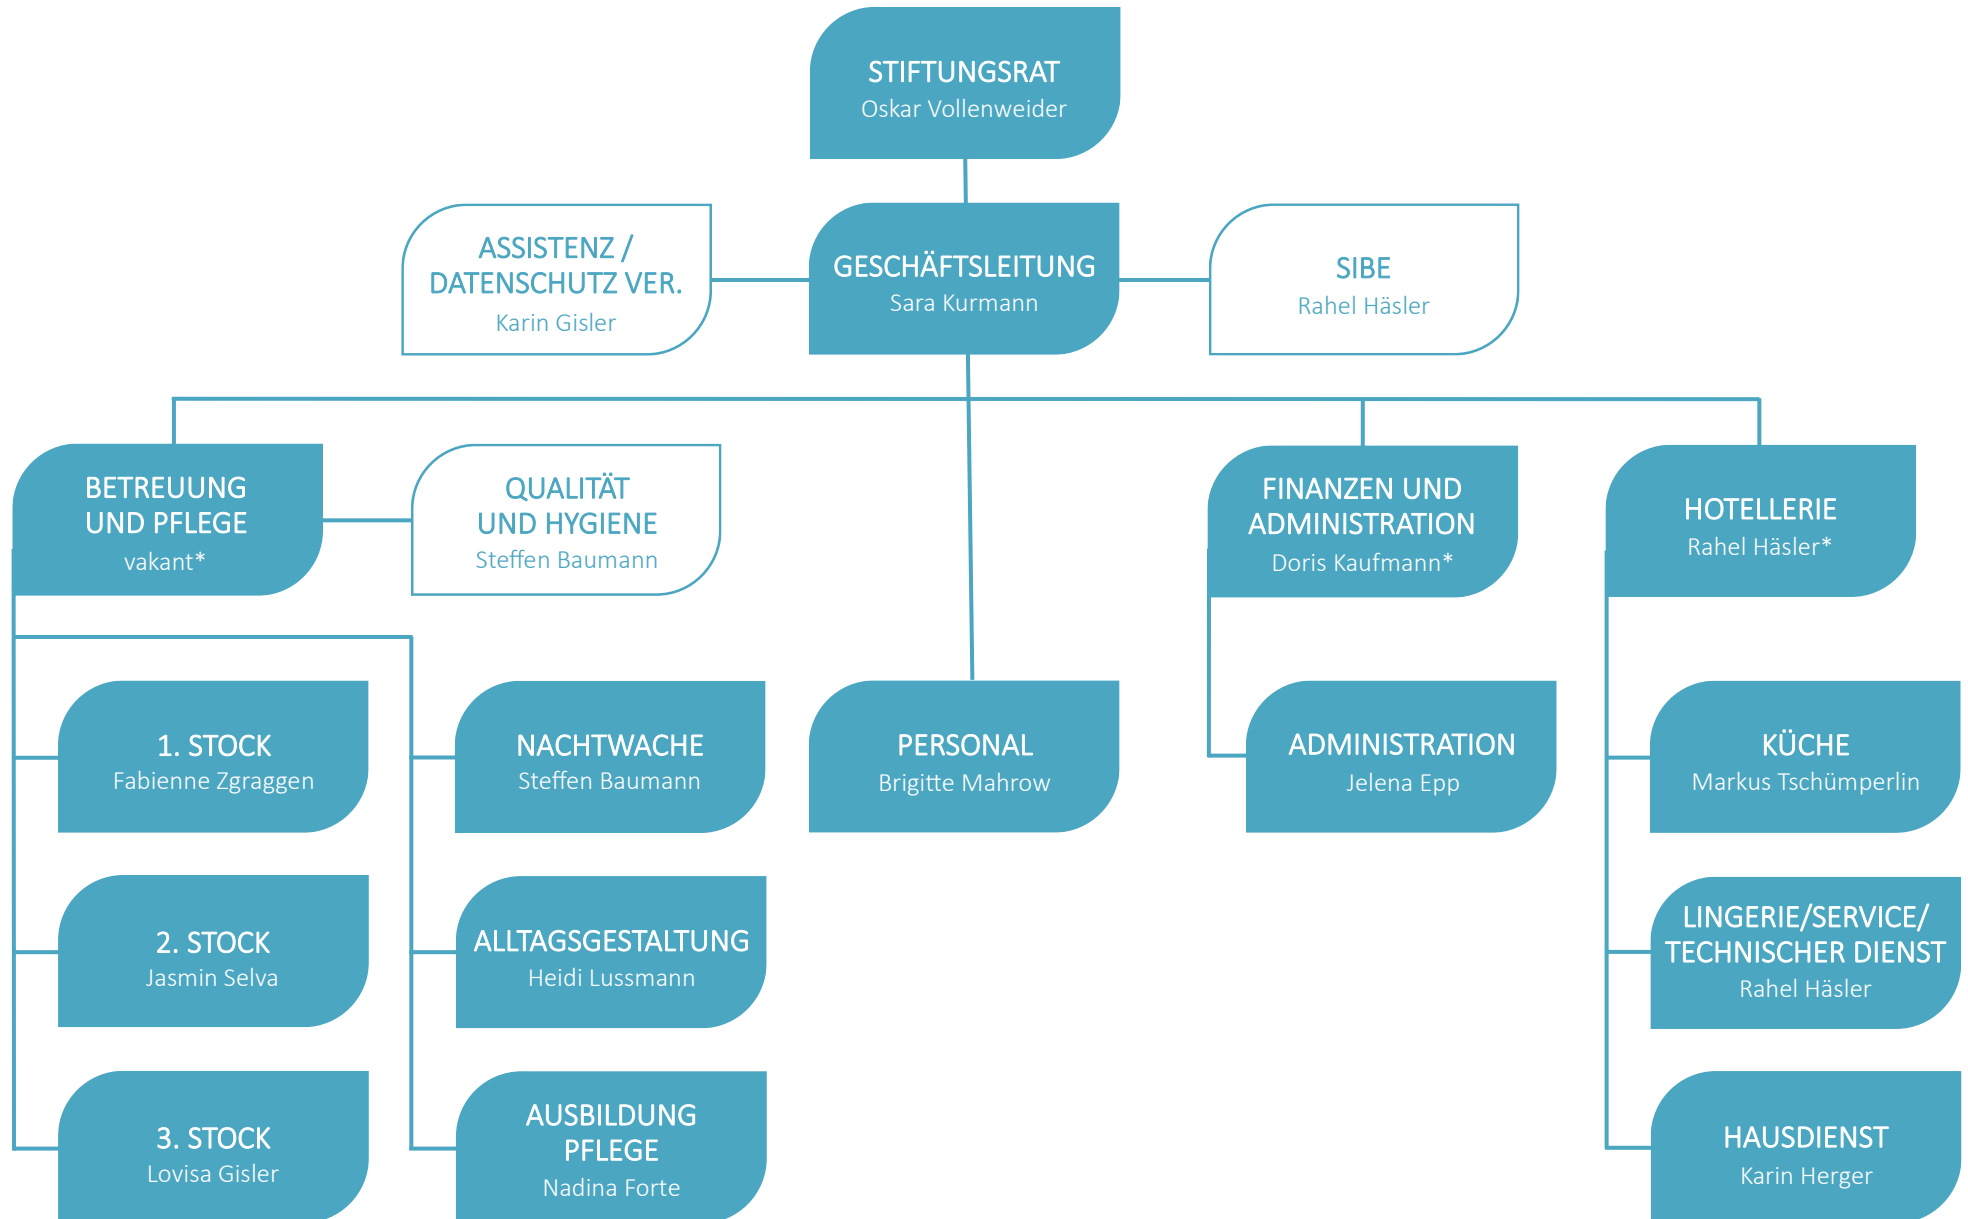 STIFTUNGSRAT
Oskar Vollenweider
ASSISTENZ /
DATENSCHUTZ VER.
Karin Gisler
GESCHÄFTSLEITUNG
Sara Kurmann
SIBE
Rahel Häsler
BETREUUNG
UND PFLEGE
vakant*
QUALITÄT
UND HYGIENE
Steffen Baumann
FINANZEN UND
ADMINISTRATION
Doris Kaufmann*
HOTELLERIE
Rahel Häsler*
1. STOCK
Fabienne Zgraggen
NACHTWACHE
Steffen Baumann
PERSONAL
Brigitte Mahrow
ADMINISTRATION
Jelena Epp
KÜCHE
Markus Tschümperlin
2. STOCK
Jasmin Selva
ALLTAGSGESTALTUNG
Heidi Lussmann
LINGERIE/SERVICE/
TECHNISCHER DIENST
Rahel Häsler
3. STOCK
Lovisa Gisler
AUSBILDUNG
PFLEGE
Nadina Forte
HAUSDIENST
Karin Herger